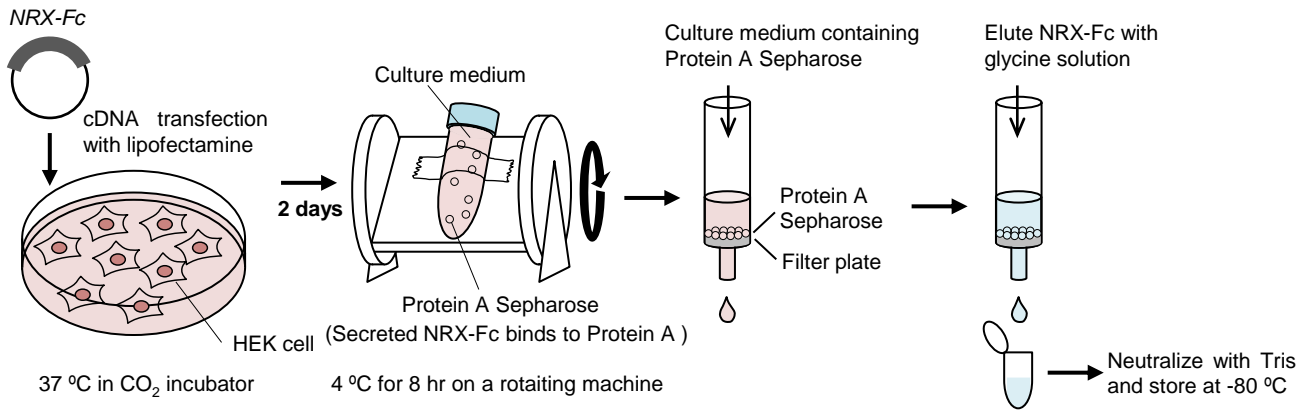 NRX-Fc
cDNA transfection
with lipofectamine
2 days
HEK cell
37 ºC in CO2 incubator
Culture medium
Protein A Sepharose
(Secreted NRX-Fc binds to Protein A )
4 ºC for 8 hr on a rotaiting machine
Culture medium containing
Protein A Sepharose
Protein A
Sepharose
Filter plate
Elute NRX-Fc with
glycine solution
Neutralize with Tris
and store at -80 ºC